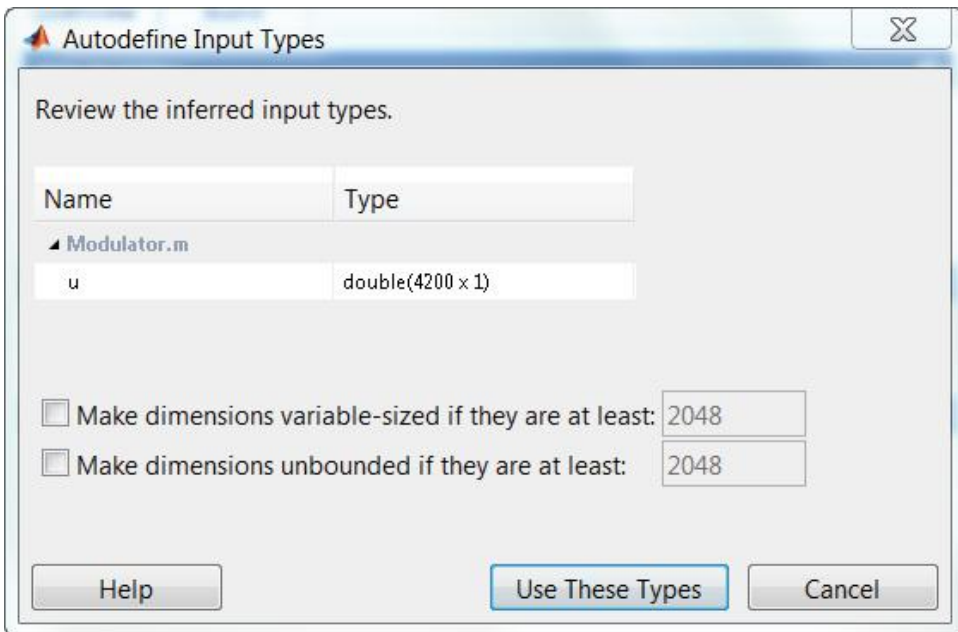 Autodefine Input Types
Review the inferred input types.
Name Type
Modulator.m
u double(4200 x 1)
Make dimensions variable-sized if they are at least: 2048
Make dimensions unbounded if they are at least: 2048
Help Use These Types Cancel